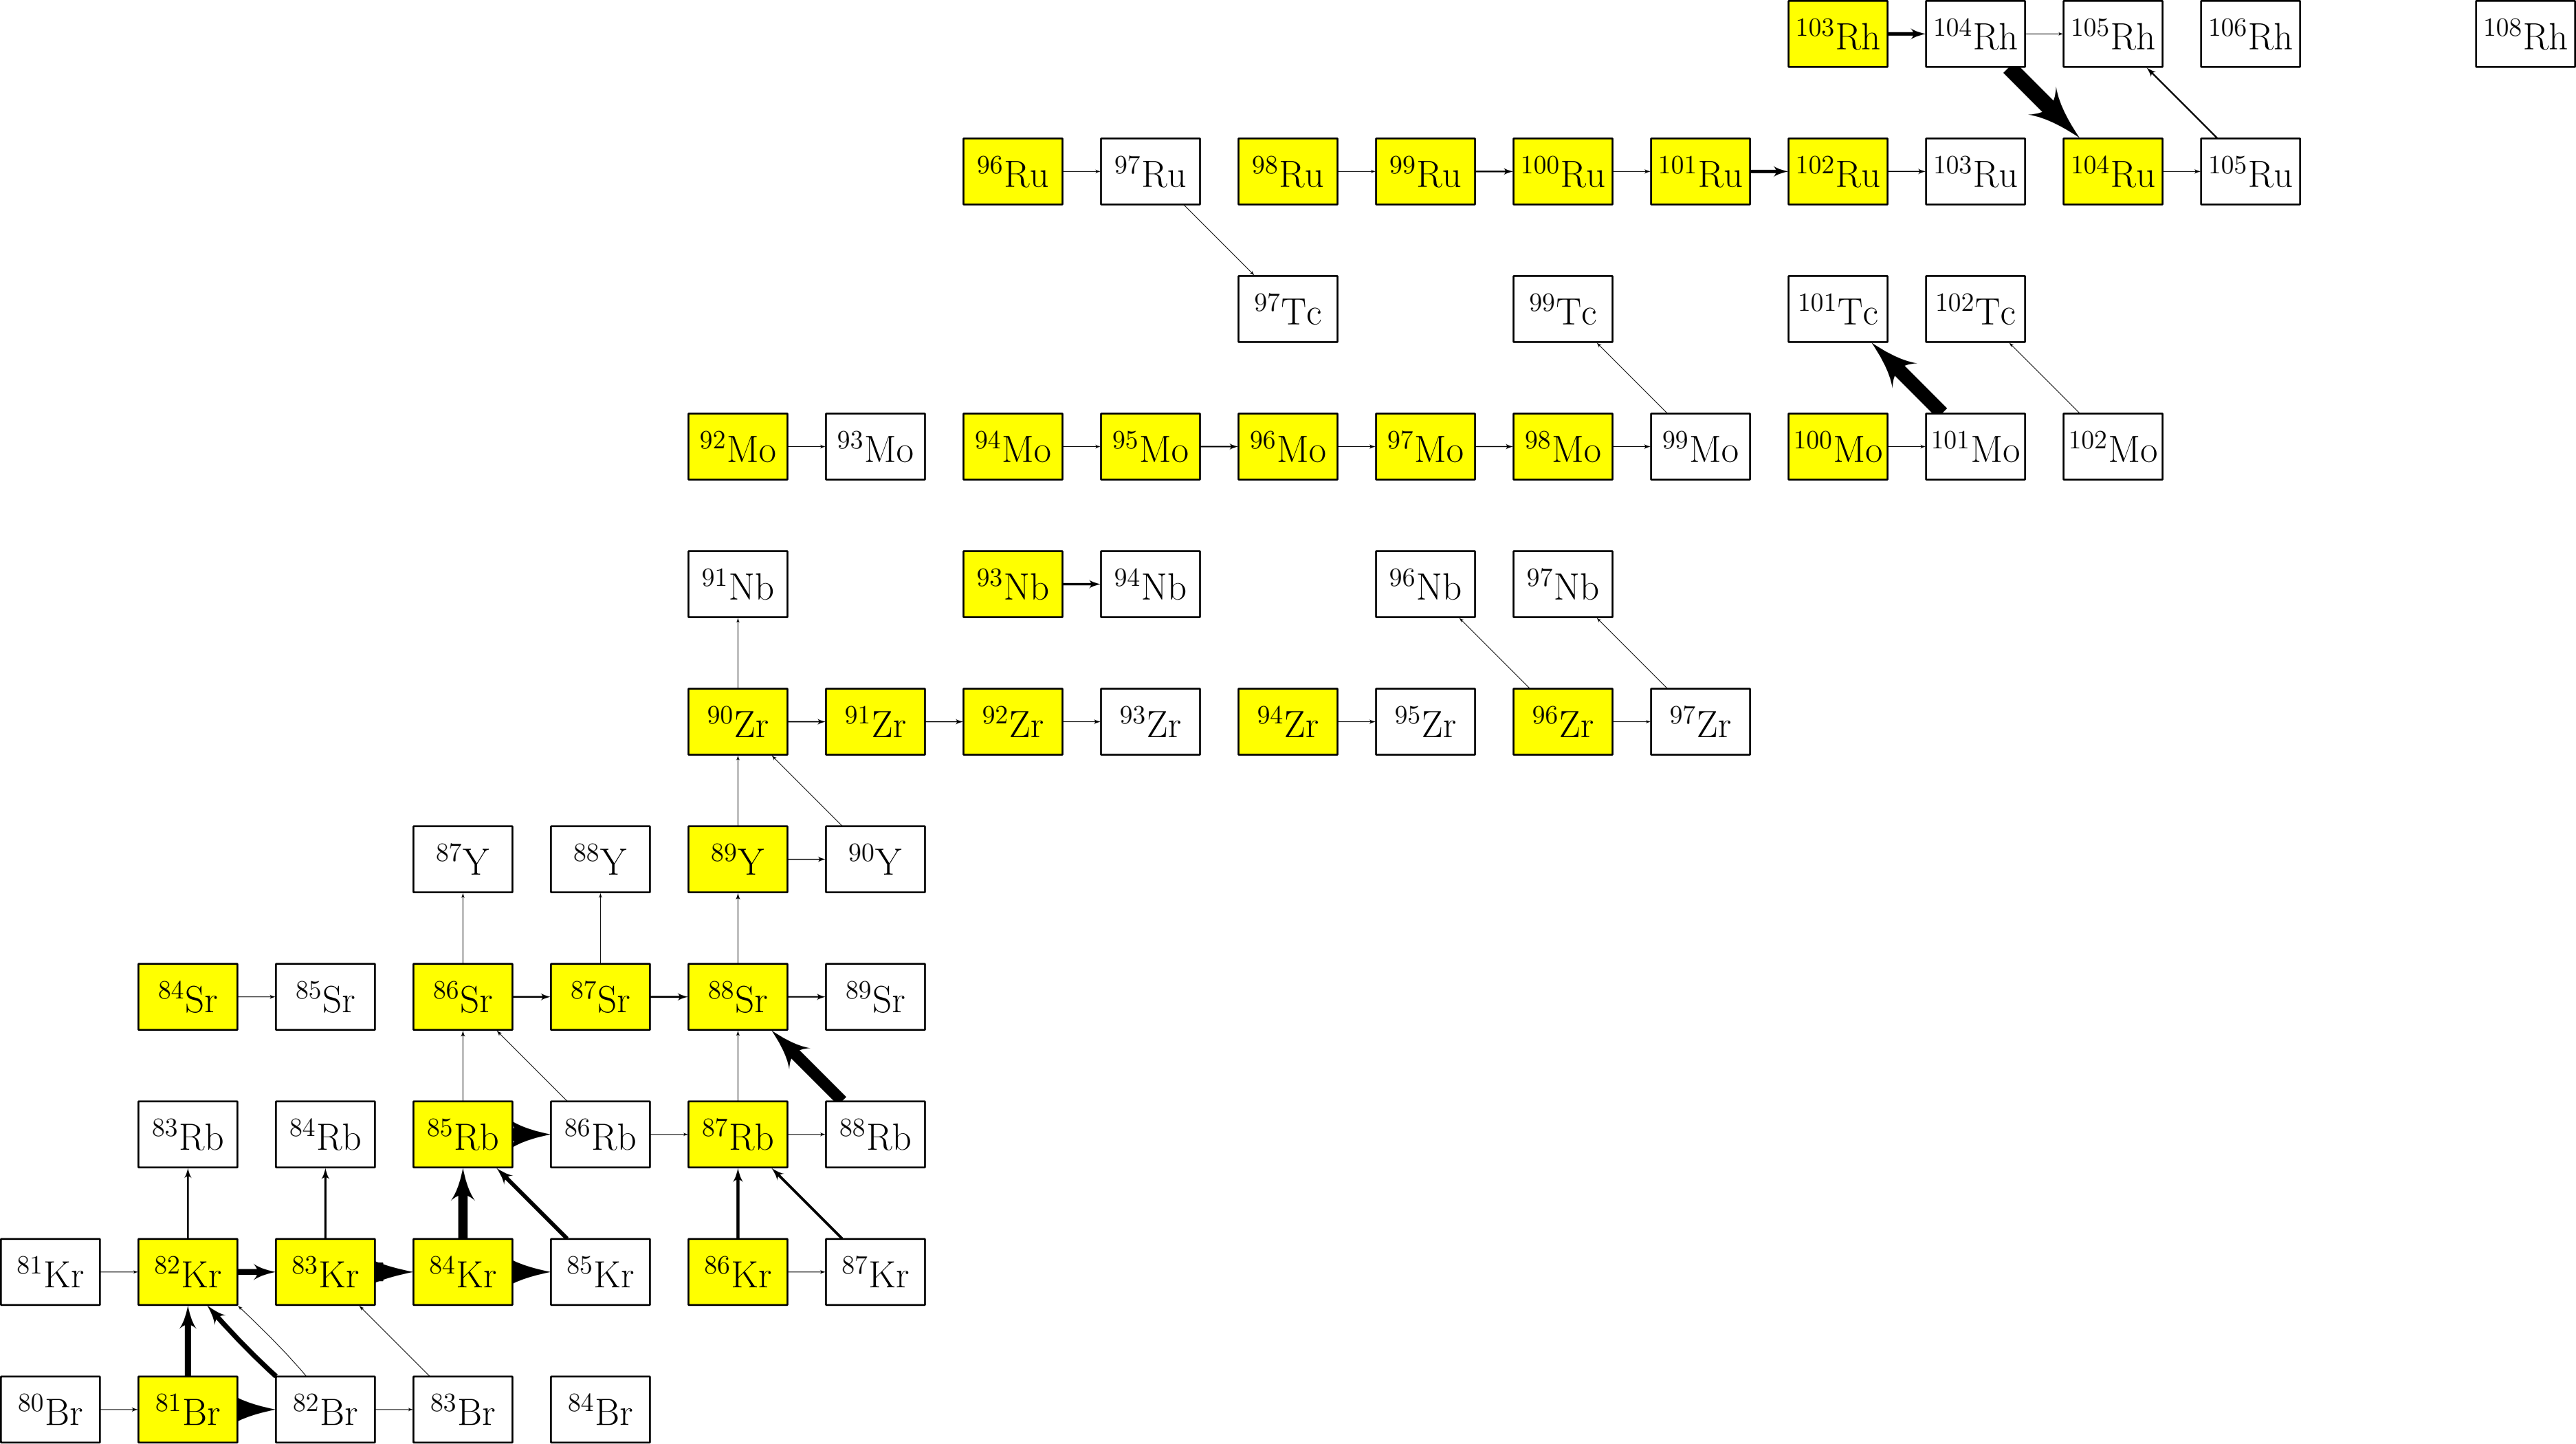 103Rh 104Rh 105Rh 106Rh 108Rh
96Ru 97Ru 98Ru 99Ru 100Ru 101Ru 102Ru 103Ru 104Ru 105Ru
97Tc 99Tc 101Tc 102Tc
92Mo 93Mo 94Mo 95Mo 96Mo 97Mo 98Mo 99Mo 100Mo 101Mo 102Mo
91Nb 93Nb 94Nb 96Nb 97Nb
90Zr 91Zr 92Zr 93Zr 94Zr 95Zr 96Zr 97Zr
87Y 88Y 89Y 90Y
84Sr 85Sr 86Sr 87Sr 88Sr 89Sr
83Rb 84Rb 85Rb 86Rb 87Rb 88Rb
81Kr 82Kr 83Kr 84Kr 85Kr 86Kr 87Kr
80Br 81Br 82Br 83Br 84Br